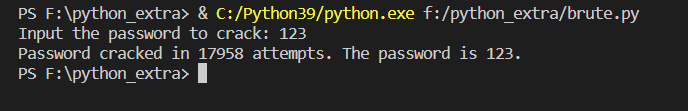 PS F:\python_extra> & C:/Python39/python.exe f:/python_extra/brute.py
Input the password to crack: 123
Password cracked in 17958 attempts. The password is 123.
PS F:\python_extra>